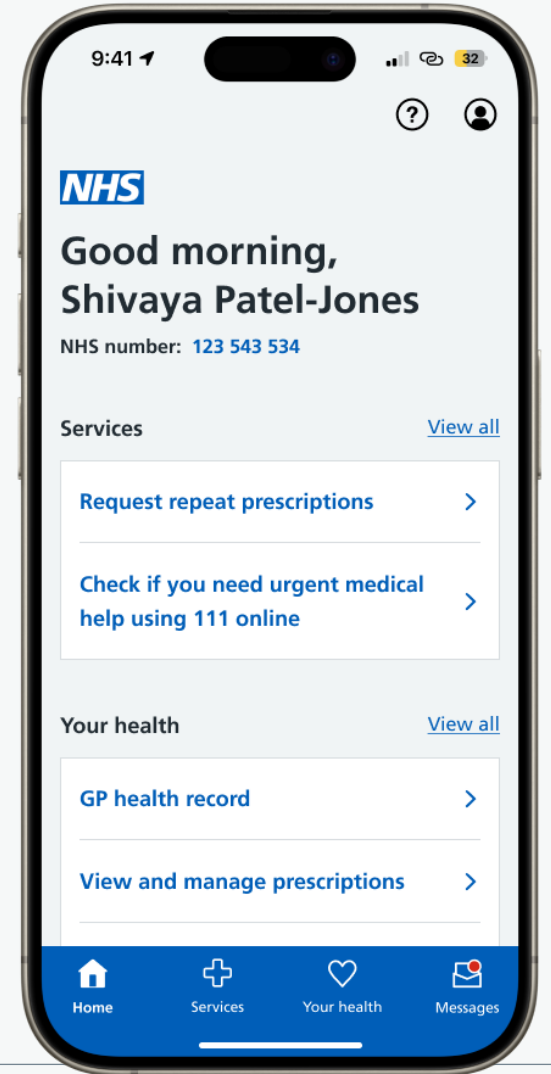 9:41
32
?
NHS
Good morning,
Shivaya Patel-Jones
NHS number: 123 543 534
Services View all
Request repeat prescriptions
Check if you need urgent medical
help using 111 online
Your health View all
GP health record
View and manage prescriptions
Home Services Your health Messages